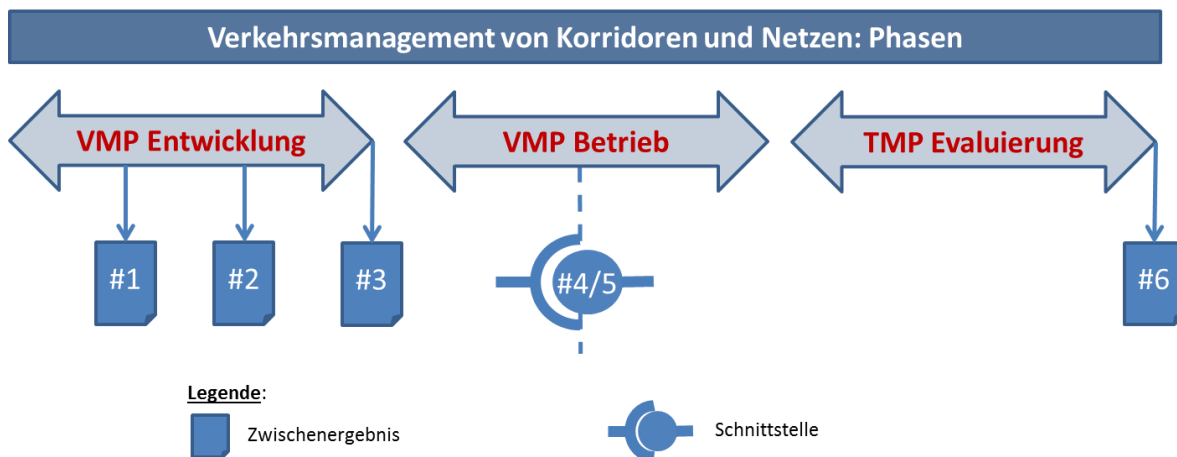 Verkehrsmanagement von Korridoren und Netzen: Phasen
VMP Entwicklung
VMP Betrieb
TMP Evaluierung
#1
#2
#3
#4/5
#6
Legende:
Zwischenergebnis
Schnittstelle